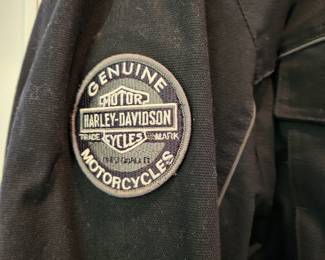 GENUINE
MOTOR
HARLEY-DAVIDSON
TRADE MARK
CYCLES
MOTORCYCLES